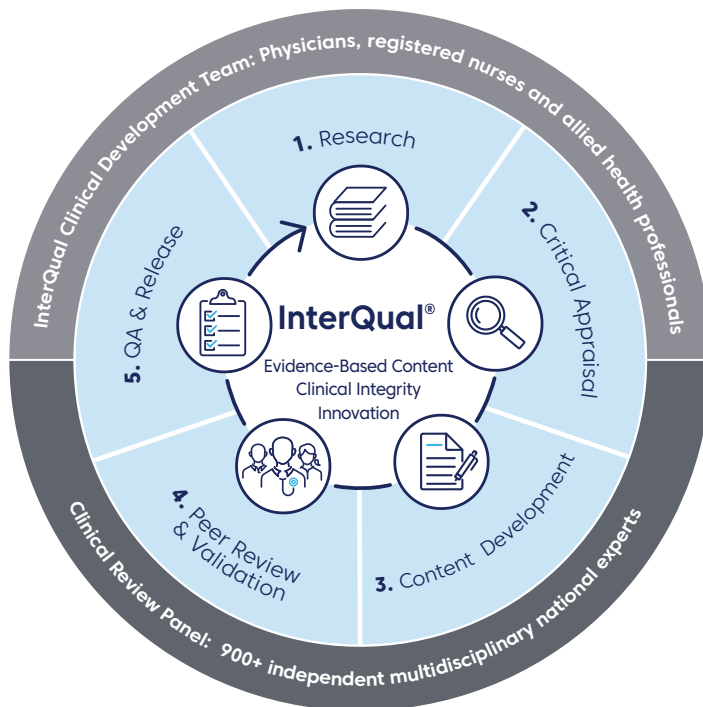 InterQual Clinical Development Team: Physicians, registered nurses and allied health professionals
1. Research
2. Critical Appraisal
3. Content Development
4. Peer Review
& Validation
5. QA & Release
InterQual®
Evidence-Based Content
Clinical Integrity
Innovation
Clinical Review Panel: 900+ independent multidisciplinary national experts